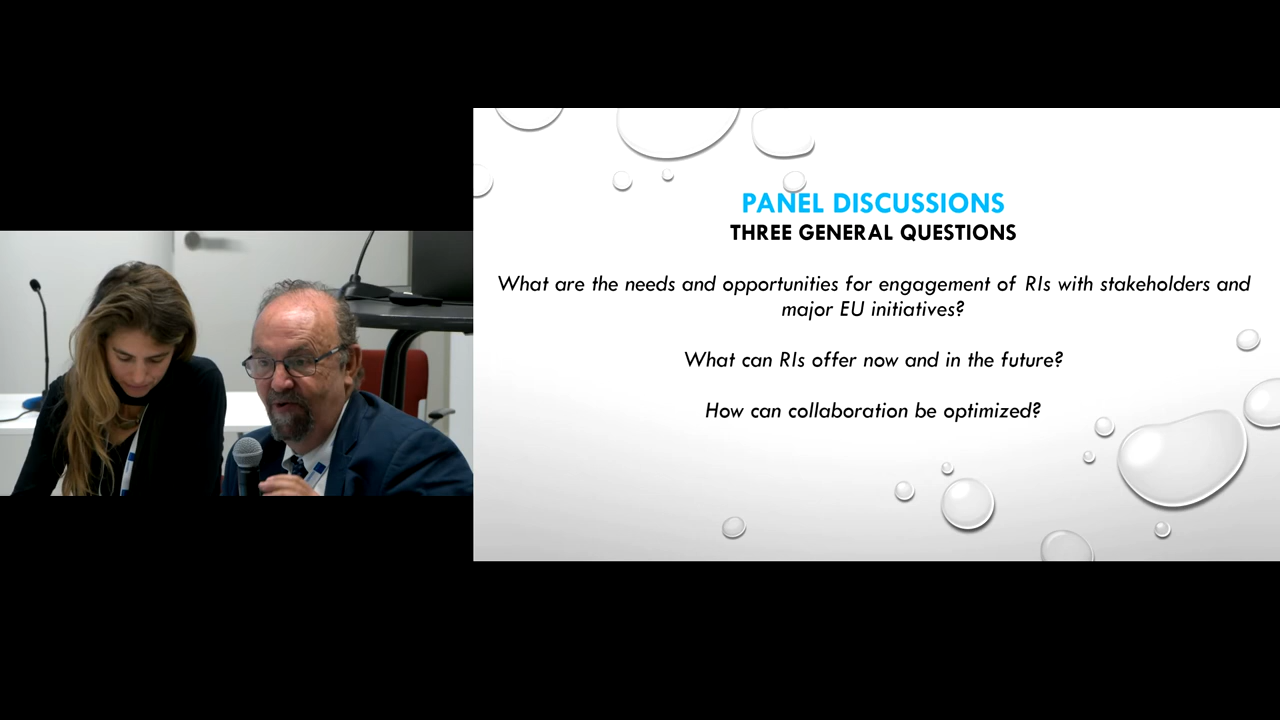 PANEL DISCUSSIONS
THREE GENERAL QUESTIONS
What are the needs and opportunities for engagement of RIs with stakeholders and
major EU initiatives?
What can RIs offer now and in the future?
How can collaboration be optimized?